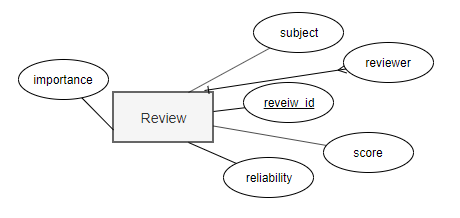 subject
reviewer
importance
reveiw_id
Review
score
reliability